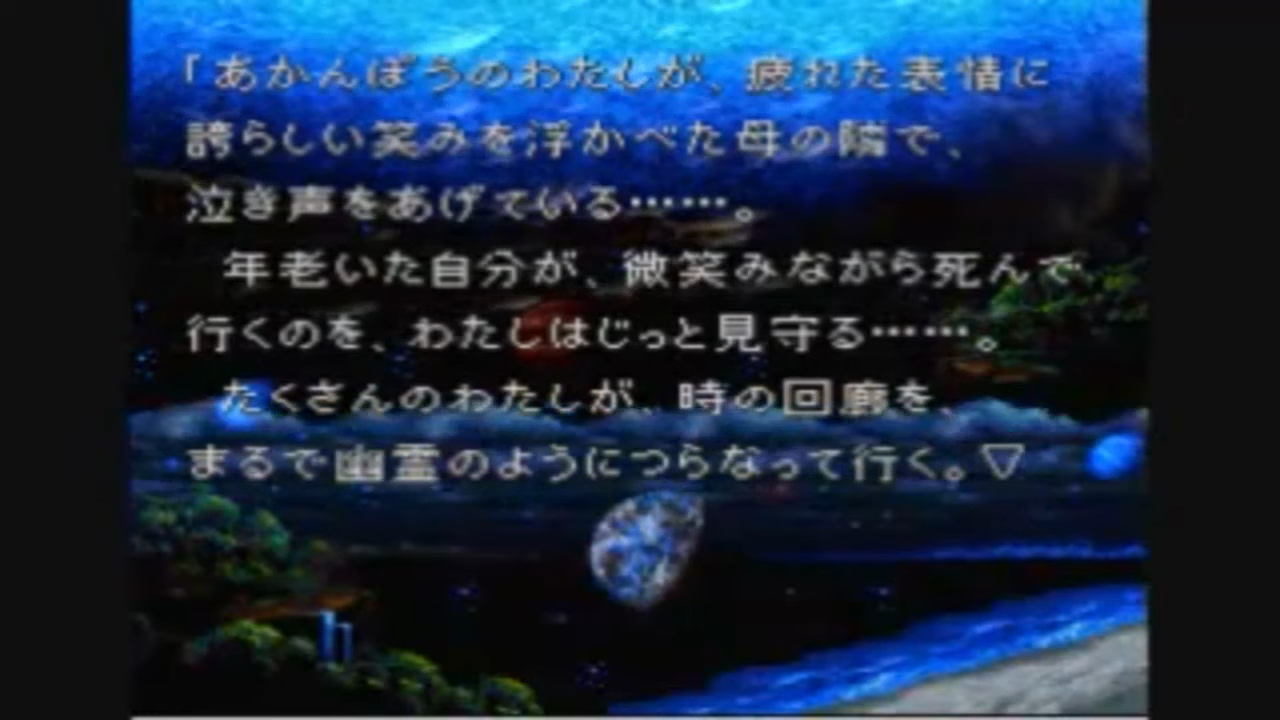 「あかんぼうのわたしが、疲れた表情に
誇らしい笑みを浮かべた母の隣で、
泣き声をあげている……。
　年老いた自分が、微笑みながら死んで
行くのを、わたしはじっと見守る……。
　たくさんのわたしが、時の回廊を、
まるで幽霊のようにつらなって行く。▽